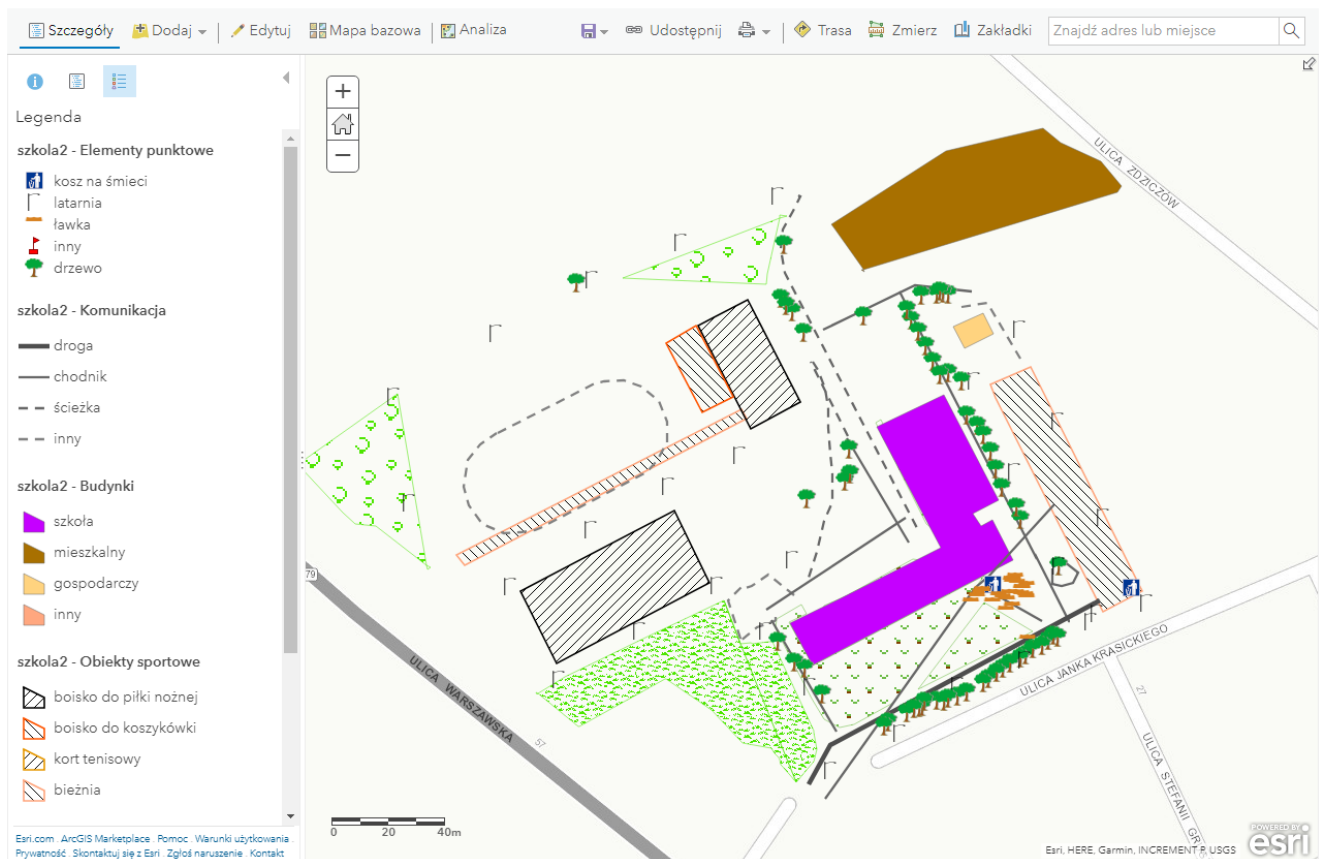 Szczegóły Dodaj Edytuj Mapa bazowa Analiza Udostępnij Trasa Zmierz Zakładki Znajdź adres lub miejsce
Legenda
szkola2 - Elementy punktowe
kosz na śmieci
latarnia
ławka
inny
drzewo
szkola2 - Komunikacja
droga
chodnik
ścieżka
inny
szkola2 - Budynki
szkoła
mieszkalny
gospodarczy
inny
szkola2 - Obiekty sportowe
boisko do piłki nożnej
boisko do koszykówki
kort tenisowy
bieżnia
Esri.com . ArcGIS Marketplace . Pomoc . Warunki użytkowania .
Prywatność . Skontaktuj się z Esri . Zgłoś naruszenie . Kontakt
ULICA ZDZICZÓW
79
ULICA WARSZAWSKA
57
ULICA JANKA KRASICKIEGO
27
ULICA STEFANII GR
0 20 40m
Esri, HERE, Garmin, INCREMENT P, USGS
POWERED BY
esri